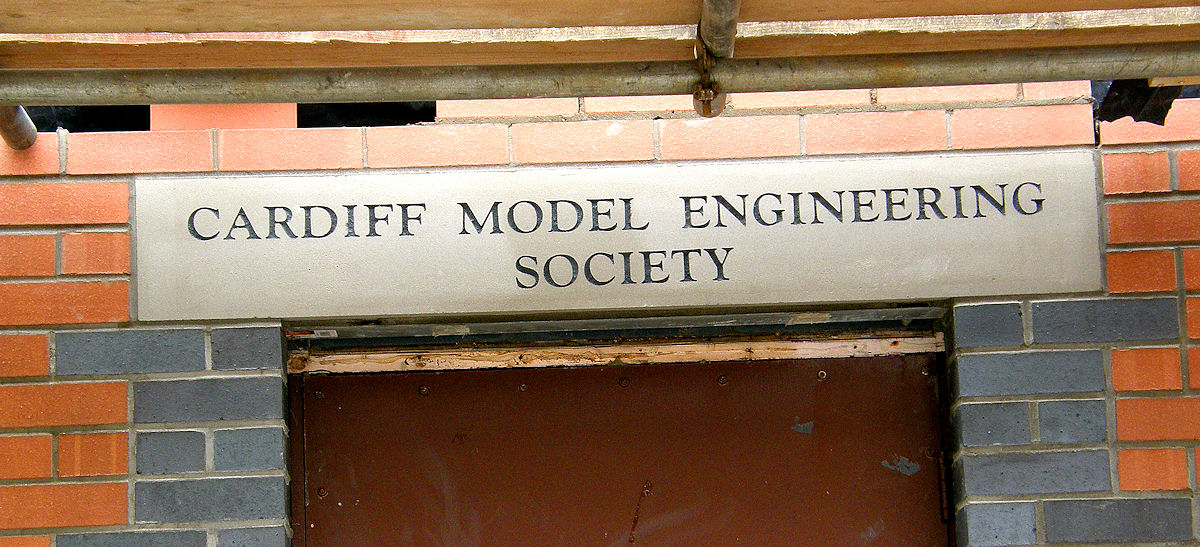 CARDIFF MODEL ENGINEERING
SOCIETY